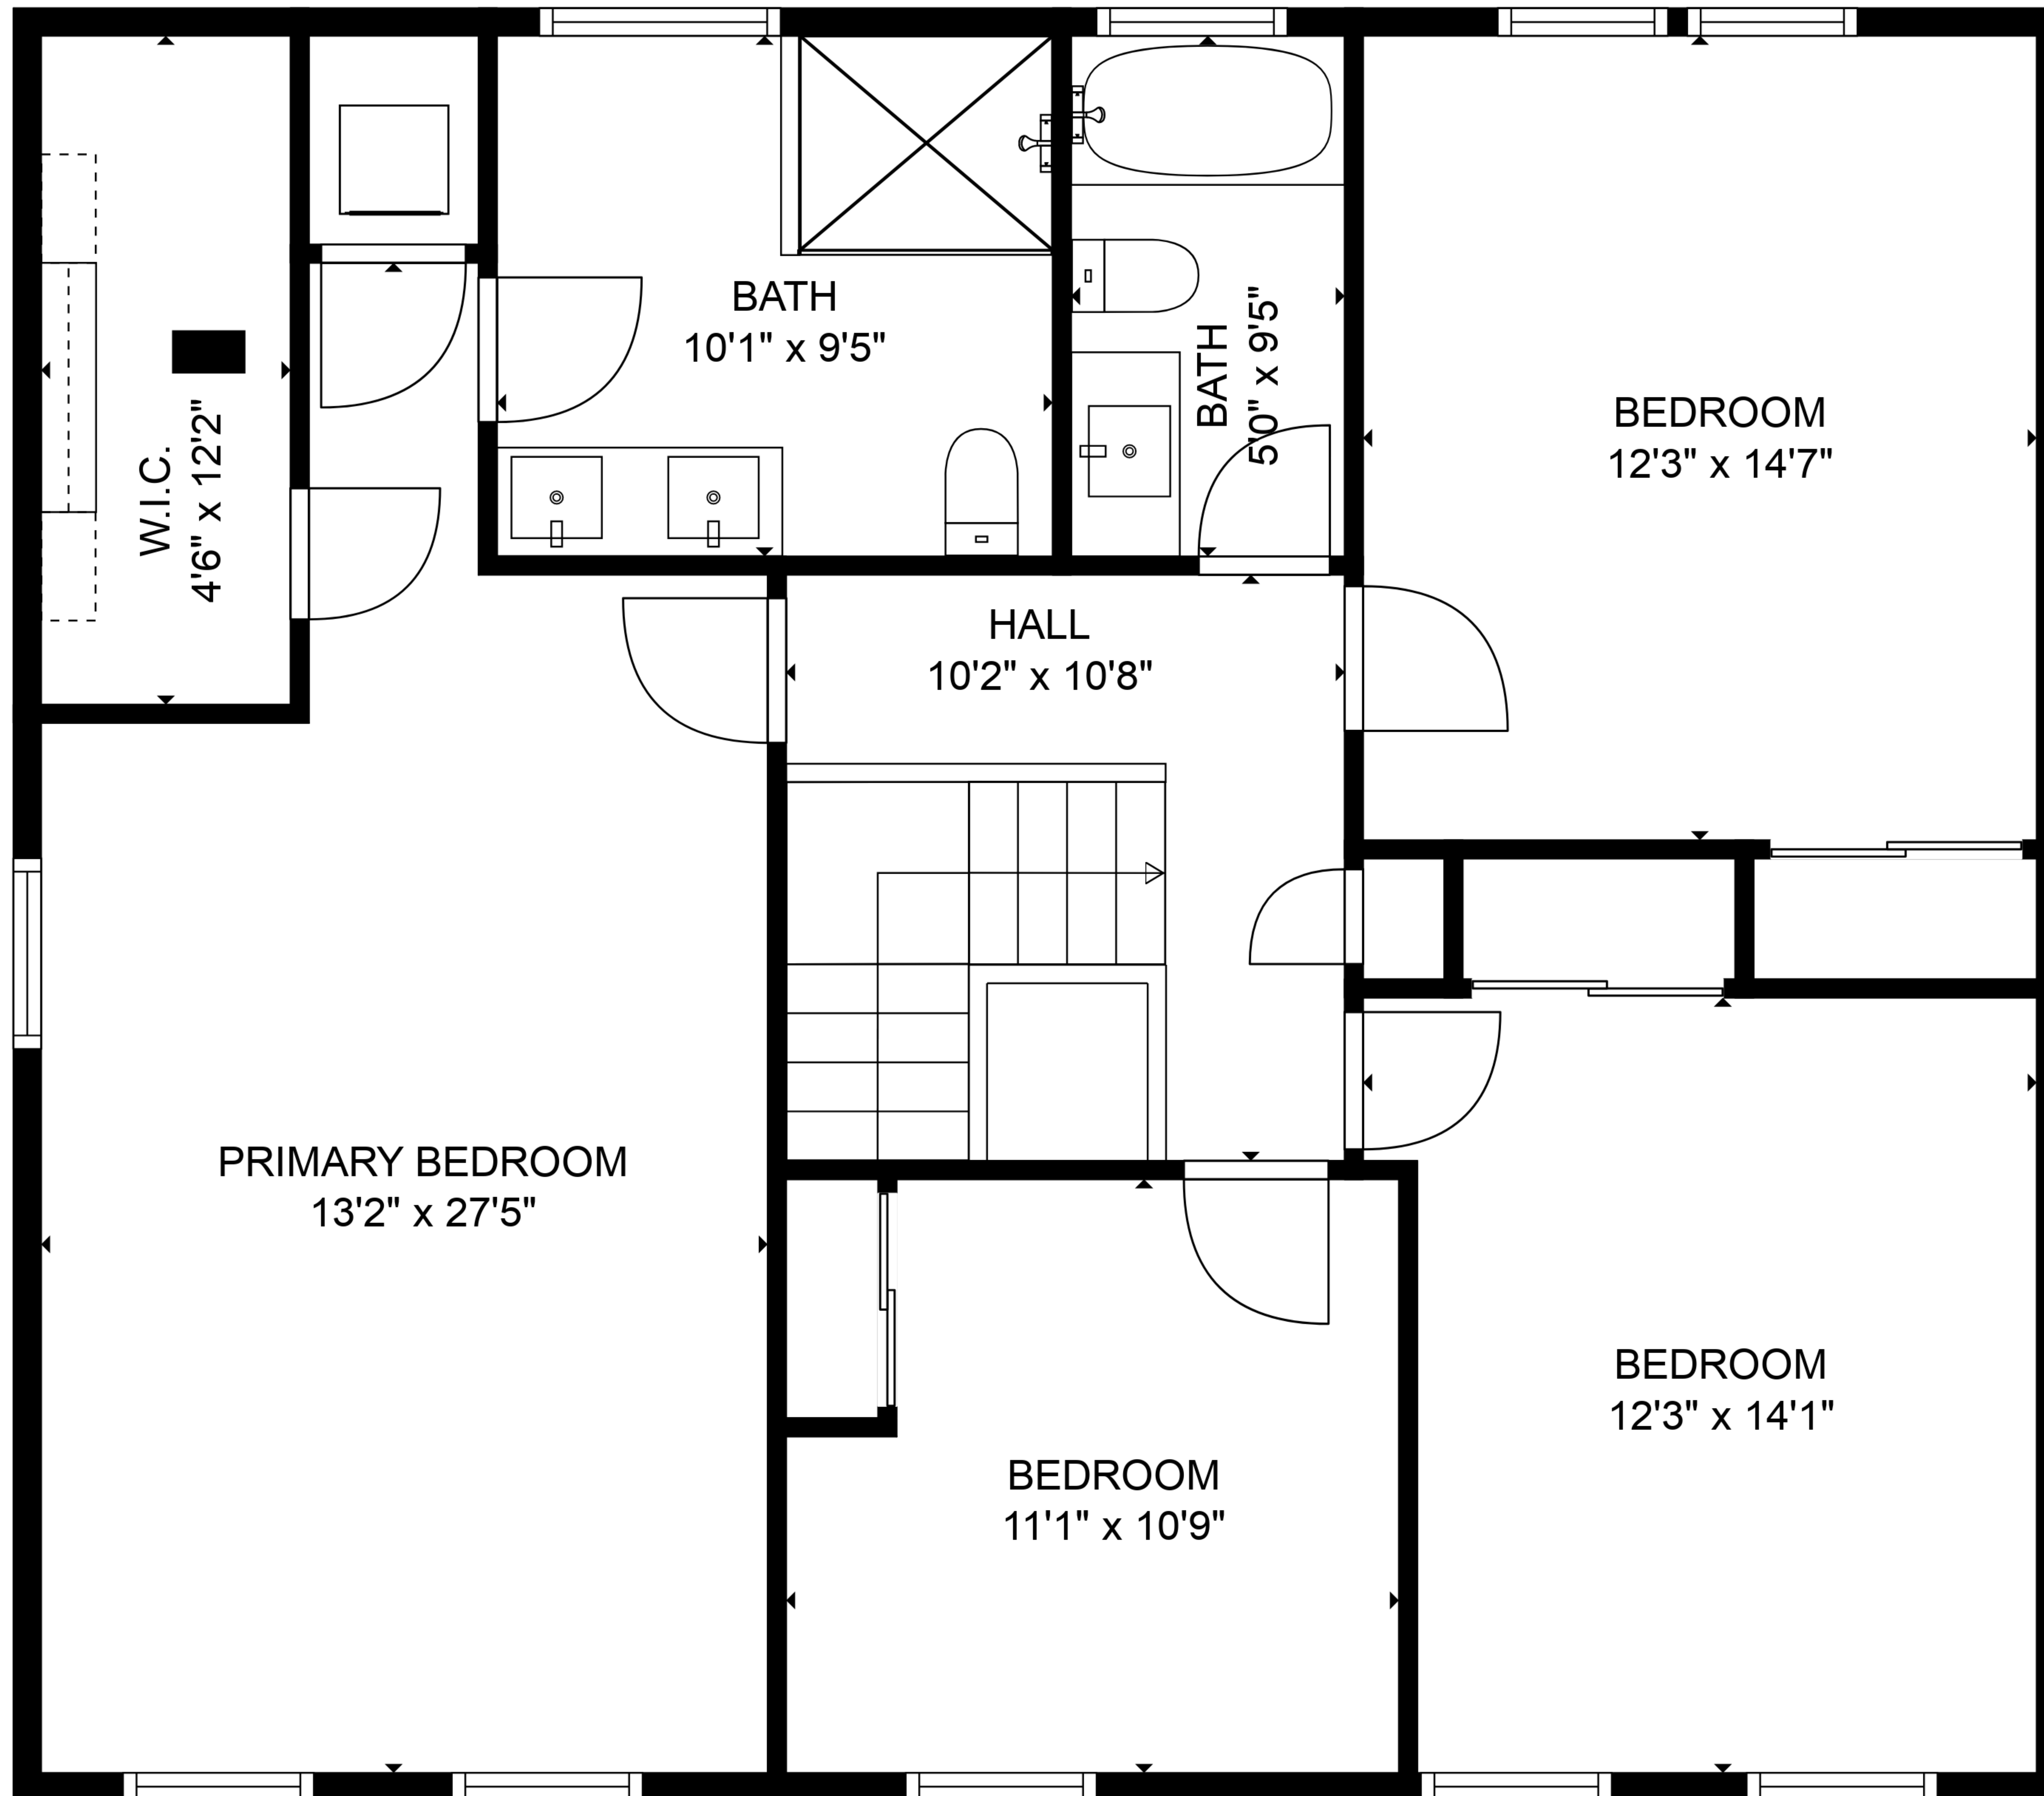 BATH
10'1" x 9'5"
BATH
5'0" x 9'5"
BEDROOM
12'3" x 14'7"
W.I.C.
4'6" x 12'2"
HALL
10'2" x 10'8"
PRIMARY BEDROOM
13'2" x 27'5"
BEDROOM
12'3" x 14'1"
BEDROOM
11'1" x 10'9"